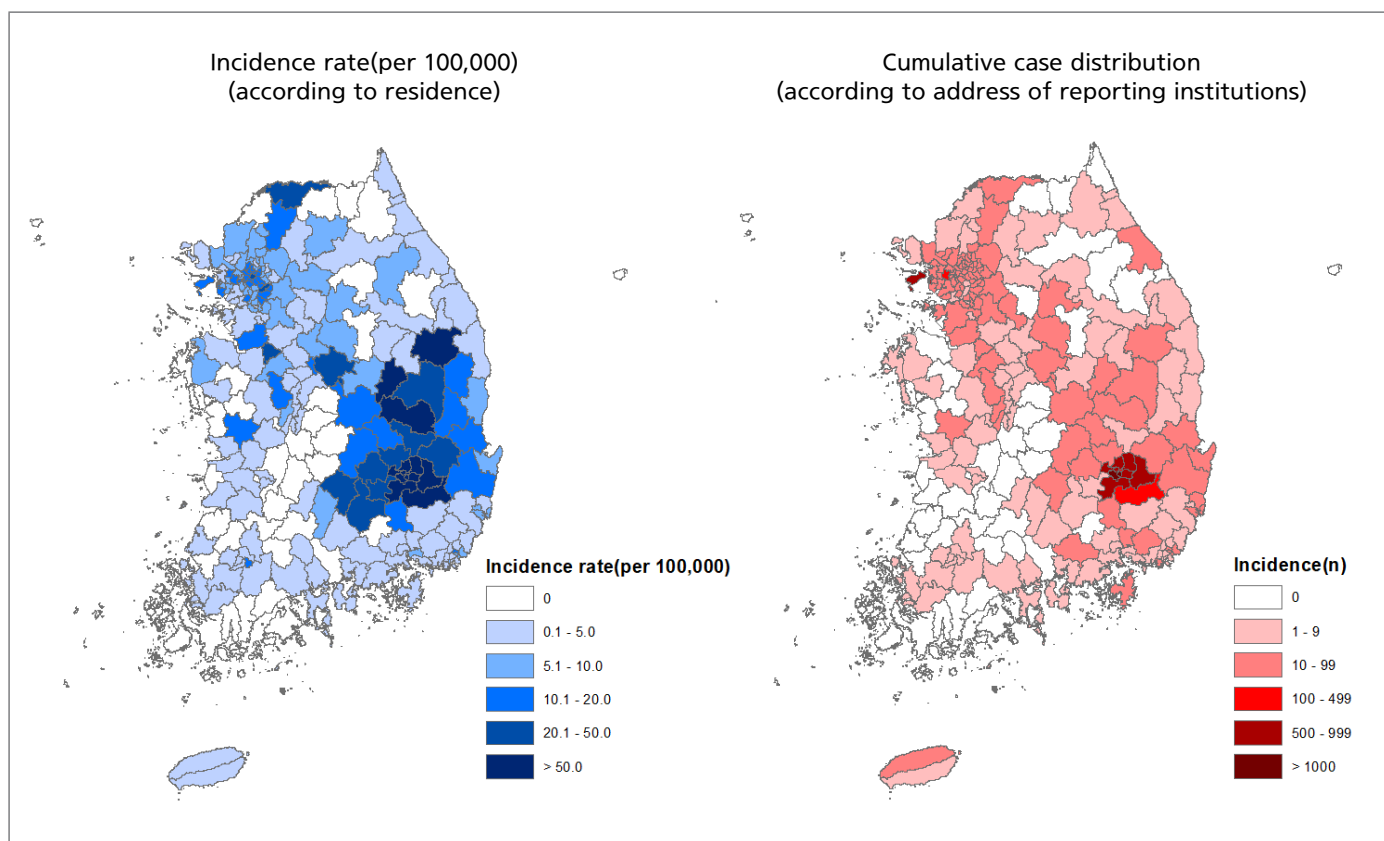 Incidence rate(per 100,000)
(according to residence)
Incidence rate(per 100,000)
0
0.1 - 5.0
5.1 - 10.0
10.1 - 20.0
20.1 - 50.0
> 50.0
Cumulative case distribution
(according to address of reporting institutions)
Incidence(n)
0
1 - 9
10 - 99
100 - 499
500 - 999
> 1000